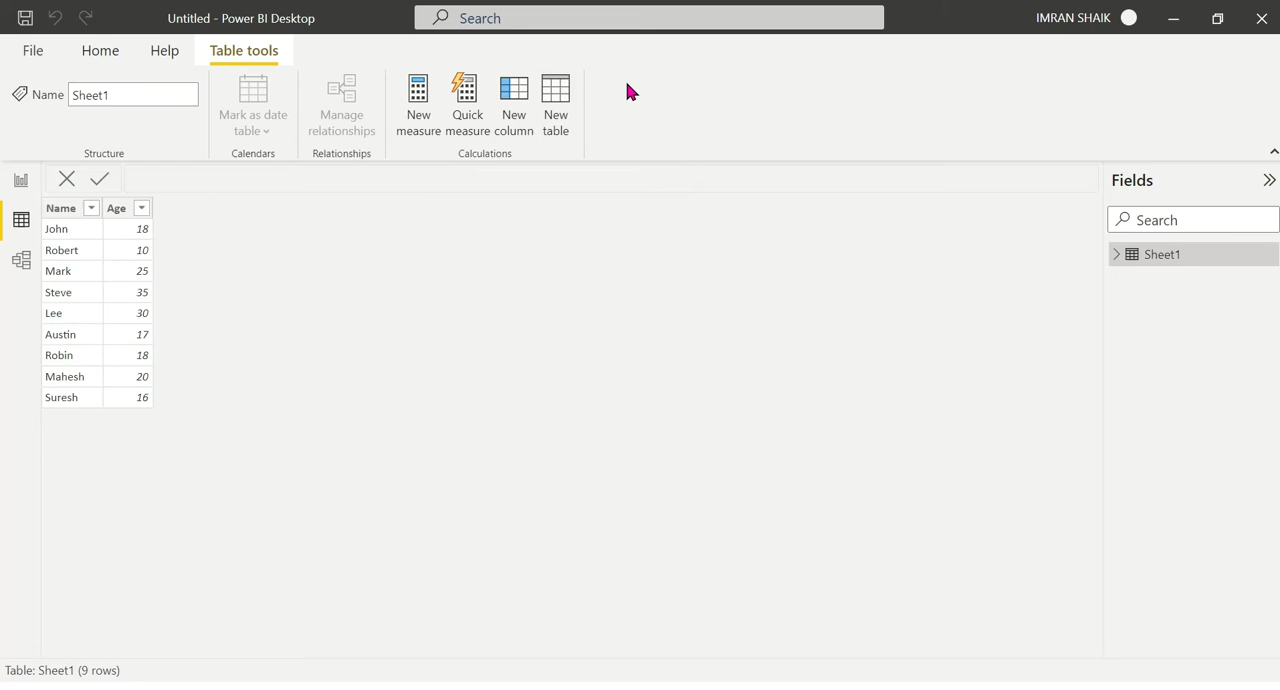 Untitled - Power BI Desktop
Search
IMRAN SHAIK
File
Home
Help
Table tools
Name
Sheet1
Mark as date
table
Manage
relationships
New
measure
Quick
measure
New
column
New
table
Structure
Calendars
Relationships
Calculations
Fields
Search
Sheet1
Name Age
John 18
Robert 10
Mark 25
Steve 35
Lee 30
Austin 17
Robin 18
Mahesh 20
Suresh 16
Table: Sheet1 (9 rows)